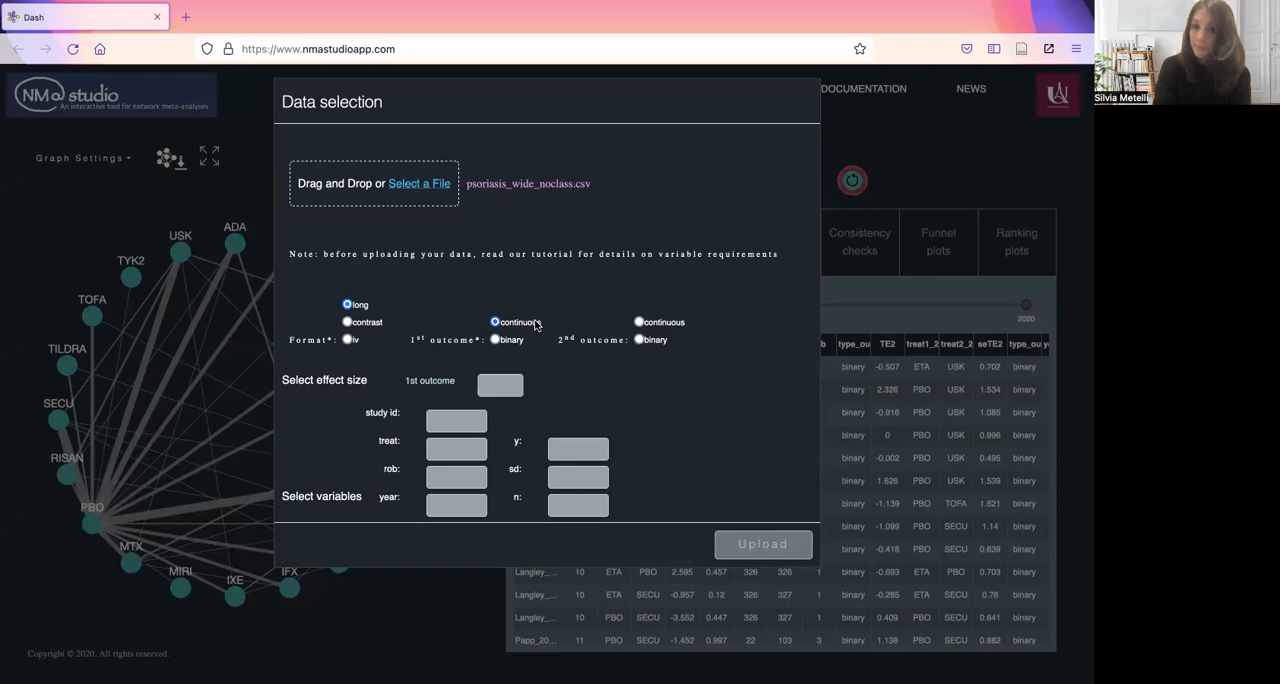 Dash
https://www.nmastudioapp.com
Silvia Metelli
NMa studio
An interactive tool for network meta-analyses
DOCUMENTATION
NEWS
Graph Settings
Data selection
Drag and Drop or Select a File
psoriasis_wide_noclass.csv
Note: before uploading your data, read our tutorial for details on variable requirements
long
contrast
continuous
continuous
Format*:
iv
1st outcome*:
binary
2nd outcome:
binary
Select effect size
1st outcome
study id:
treat:
y:
rob:
sd:
Select variables
year:
n:
Upload
Consistency checks
Funnel plots
Ranking plots
2020
USK
ADA
TYK2
TOFA
TILDRA
SECU
RISAN
PBO
MTX
MIRI
IXE
IFX
b type_ou TE2 treat1_2 treat2_2 seTE2 type_ou y
binary -0.507 ETA USK 0.702 binary
binary 2.326 PBO USK 1.534 binary
binary -0.916 PBO USK 1.085 binary
binary 0 PBO USK 0.996 binary
binary -0.002 PBO USK 0.495 binary
binary 1.626 PBO USK 1.539 binary
binary -1.139 PBO TOFA 1.621 binary
binary -1.099 PBO SECU 1.14 binary
binary -0.418 PBO SECU 0.639 binary
Langley_... 10 ETA PBO 2.595 0.457 326 326 1 binary -0.693 ETA PBO 0.703 binary
Langley_... 10 ETA SECU -0.957 0.12 326 327 1 binary -0.285 ETA SECU 0.76 binary
Langley_... 10 PBO SECU -3.552 0.447 326 327 1 binary 0.409 PBO SECU 0.641 binary
Papp_20... 11 PBO SECU -1.452 0.997 22 103 3 binary 1.138 PBO SECU 0.882 binary
Copyright © 2020. All rights reserved.